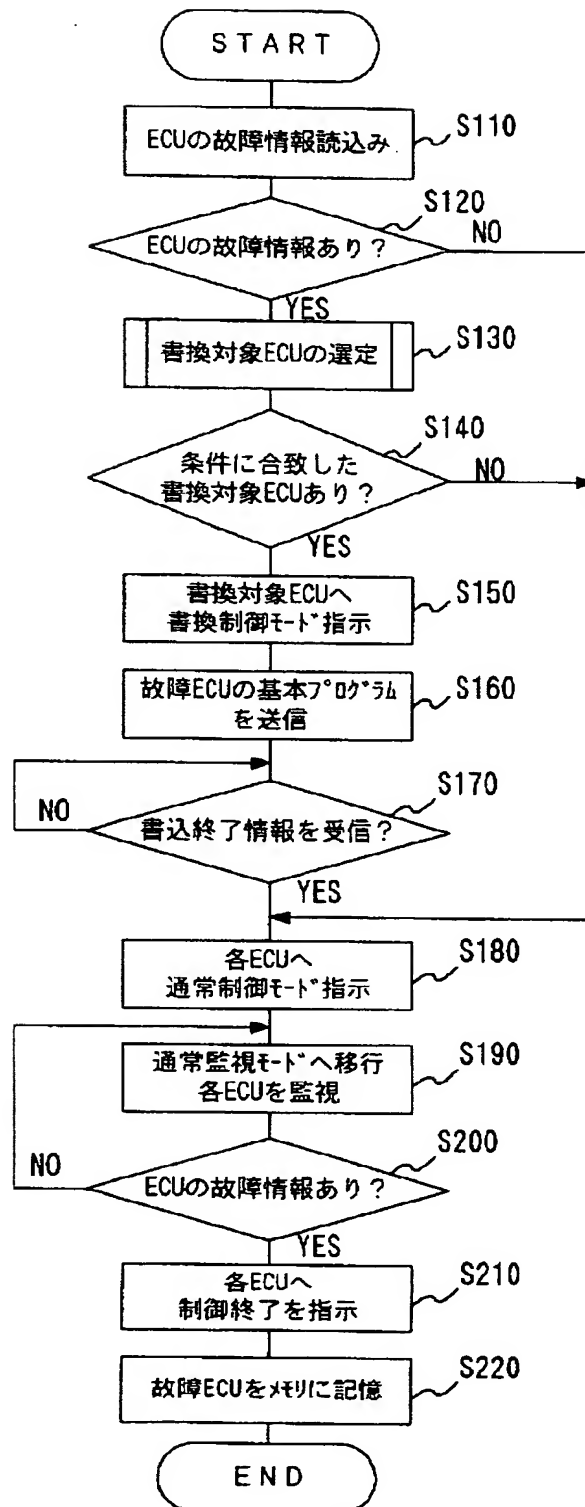 START
ECUの故障情報読込み
S110
S120
ECUの故障情報あり?
NO
YES
書換対象ECUの選定
S130
S140
条件に合致した
書換対象ECUあり?
NO
YES
書換対象ECUへ
書換制御モード指示
S150
故障ECUの基本プログラム
を送信
S160
S170
NO
書込終了情報を受信?
YES
各ECUへ
通常制御モード指示
S180
通常監視モードへ移行
各ECUを監視
S190
S200
NO
ECUの故障情報あり?
YES
各ECUへ
制御終了を指示
S210
故障ECUをメモリに記憶
S220
END